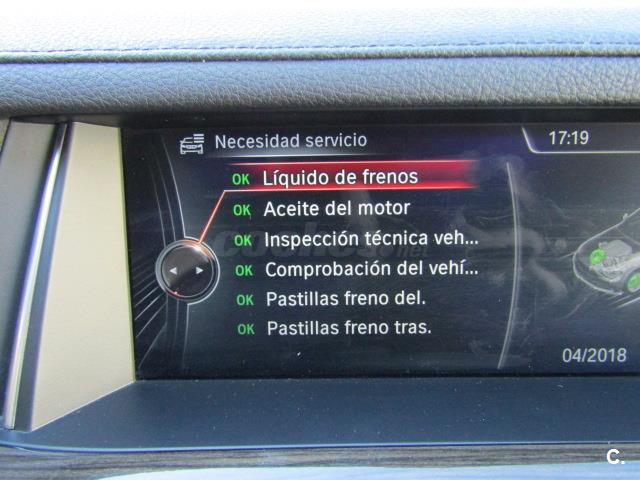 Necesidad servicio
17:19
OK Líquido de frenos
OK Aceite del motor
OK Inspección técnica veh...
OK Comprobación del vehí...
OK Pastillas freno del.
OK Pastillas freno tras.
04/2018
C.